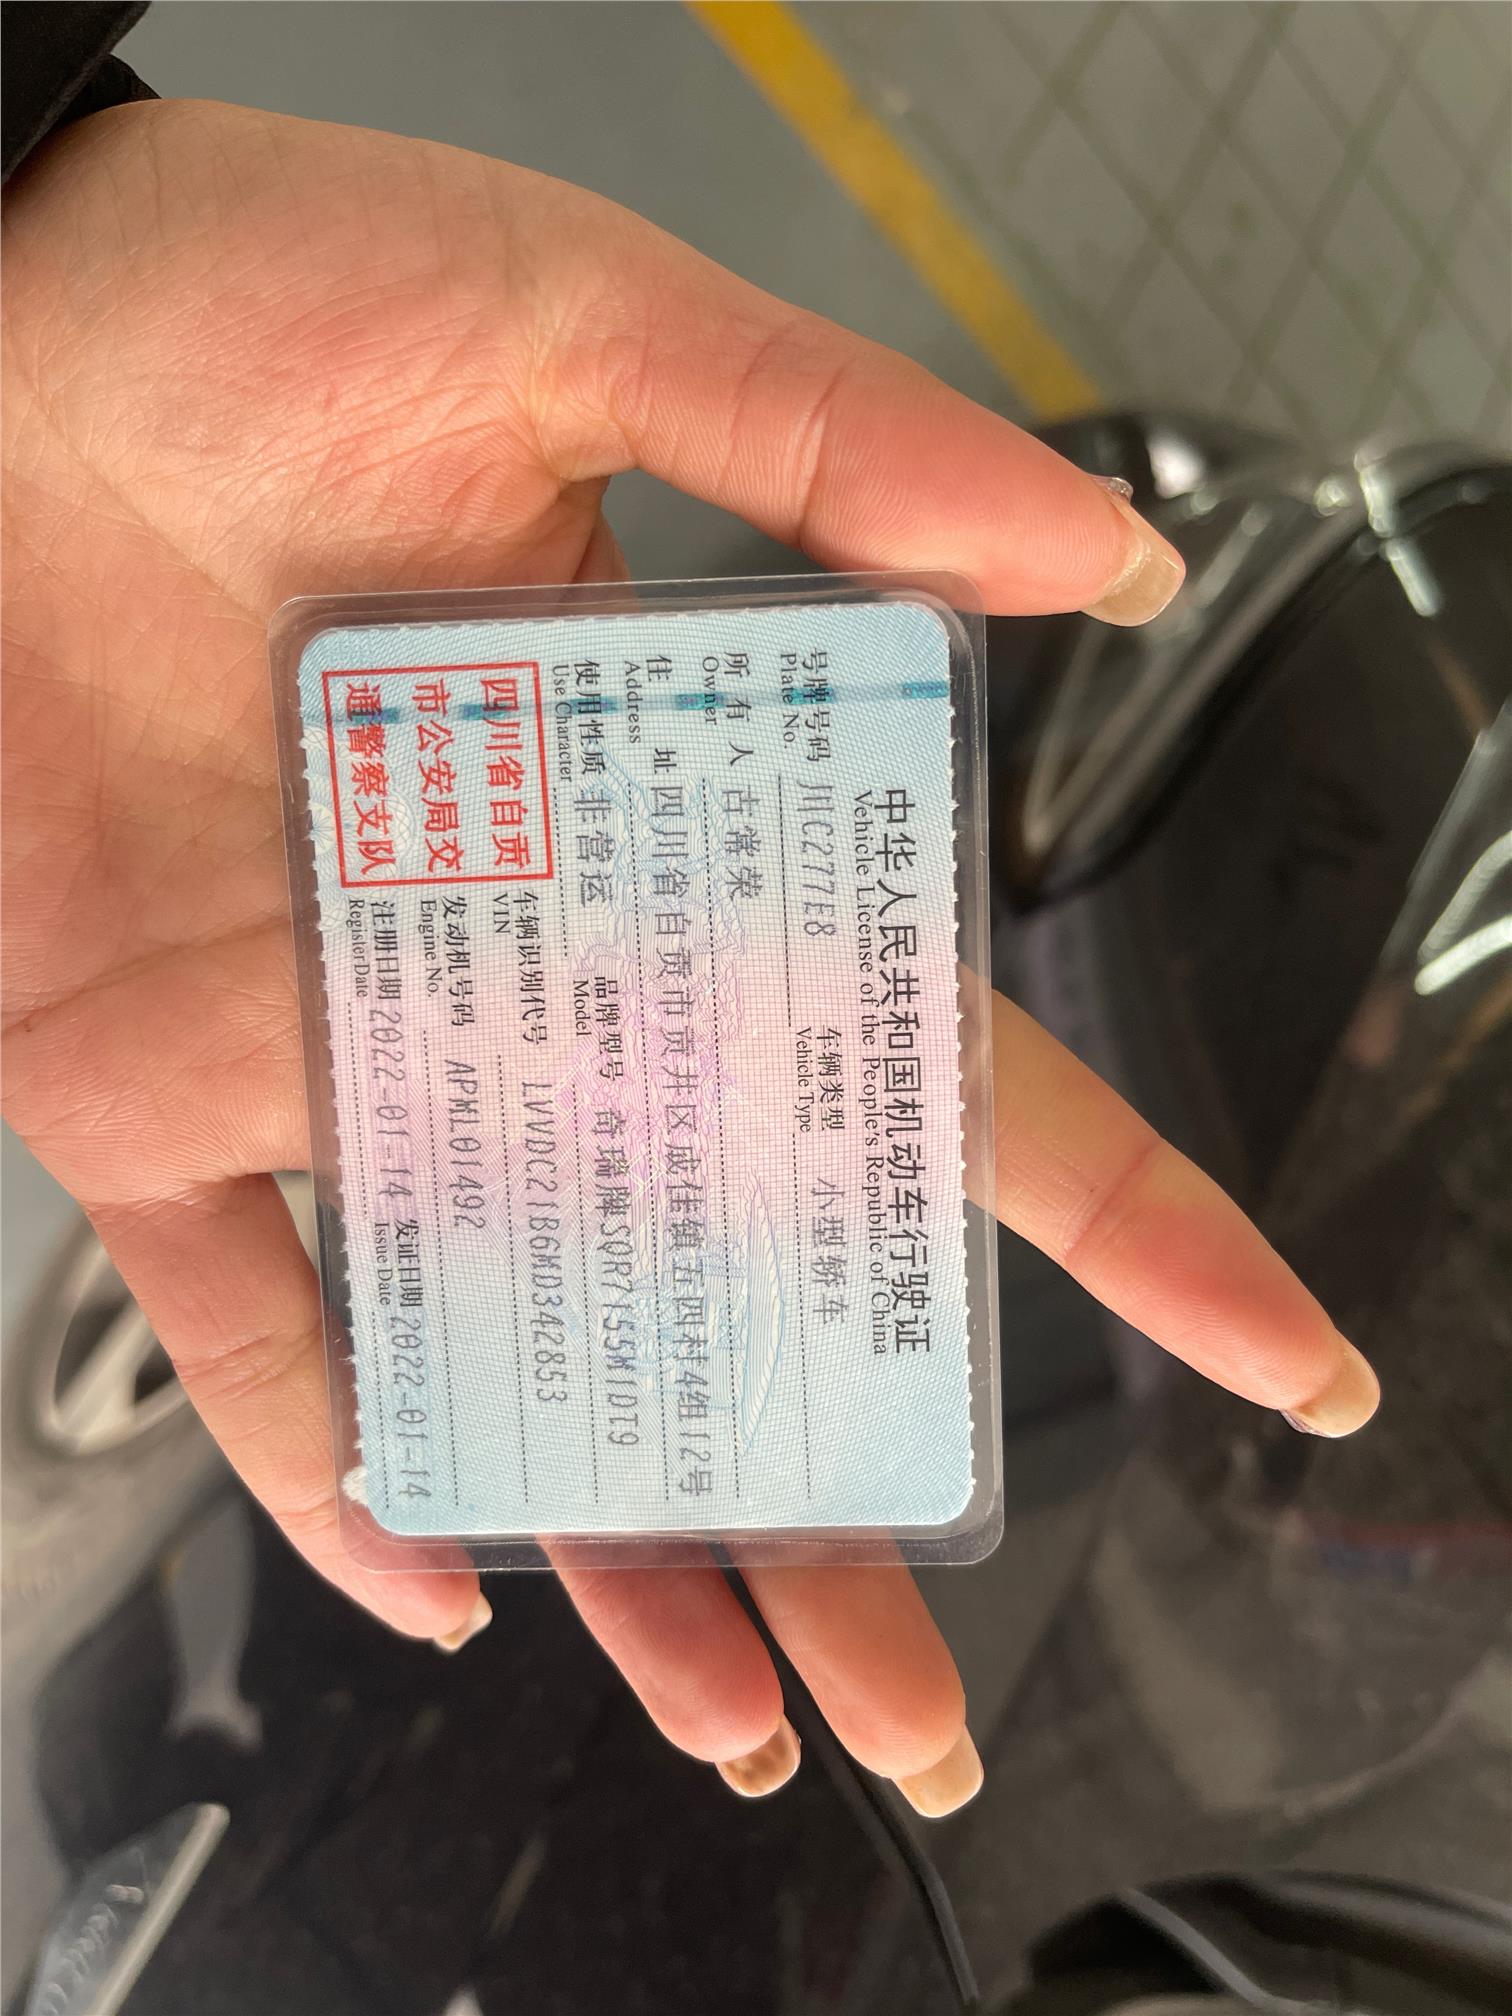 中华人民共和国机动车行驶证
Vehicle License of the People's Republic of China
号牌号码 川C277E8 车辆类型 小型轿车
Plate No. Vehicle Type
所有人 古常荣
Owner
住址 四川省自贡市贡井区成佳镇五四村4组12号
Address
使用性质 非营运 品牌型号 奇瑞牌SQR7155M1DT9
Use Character Model
四川省自贡
市公安局交
通警察支队
车辆识别代号 LVVDC21B6MD342853
VIN
发动机号码 APML01492
Engine No.
注册日期 2022-01-14 发证日期 2022-01-14
Register Date Issue Date